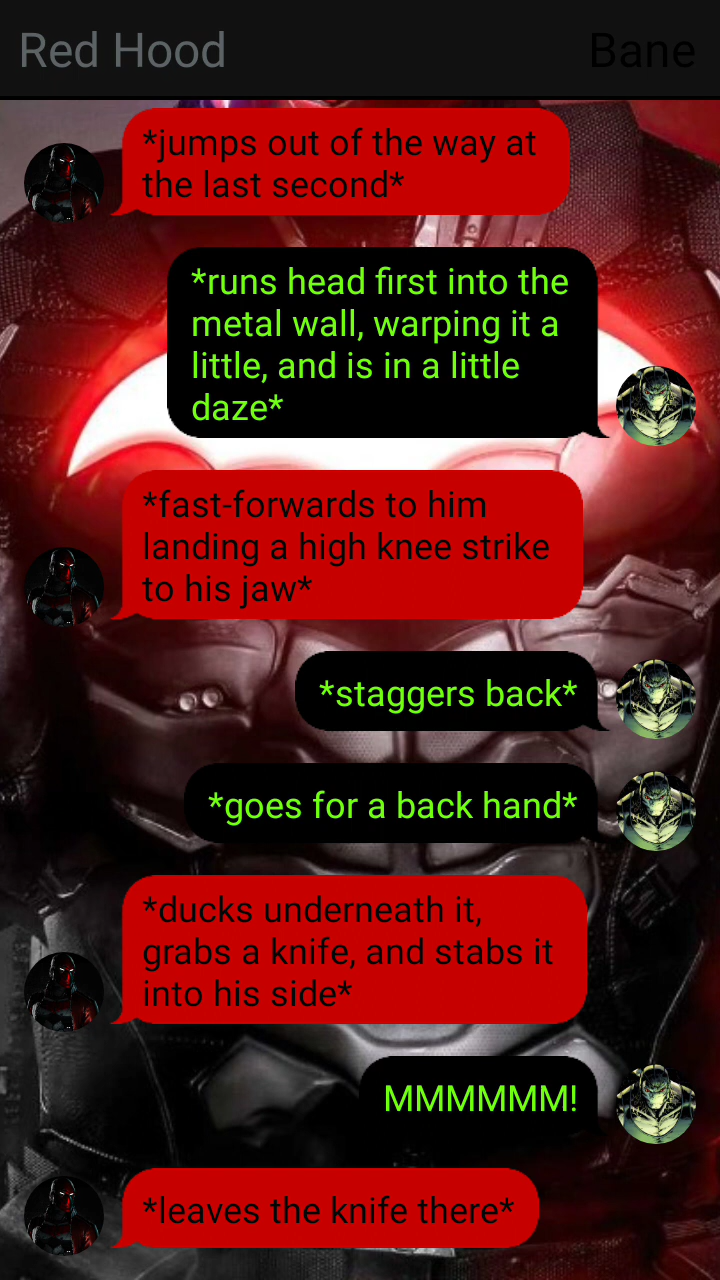 Red Hood Bane
*jumps out of the way at
the last second*
*runs head first into the
metal wall, warping it a
little, and is in a little
daze*
*fast-forwards to him
landing a high knee strike
to his jaw*
*staggers back*
*goes for a back hand*
*ducks underneath it,
grabs a knife, and stabs it
into his side*
MMMMMM!
*leaves the knife there*